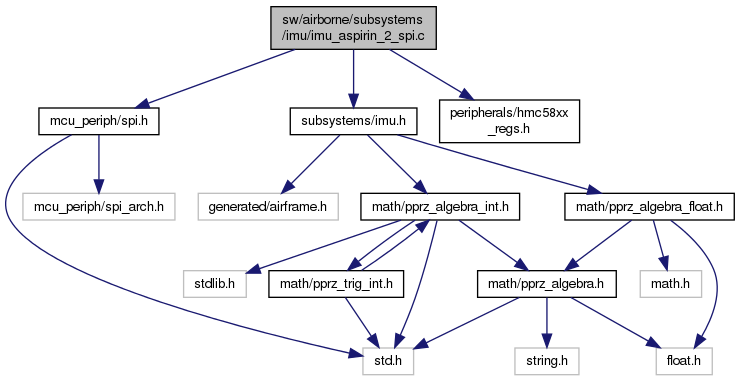 sw/airborne/subsystems
/imu/imu_aspirin_2_spi.c
mcu_periph/spi.h
subsystems/imu.h
peripherals/hmc58xx
_regs.h
mcu_periph/spi_arch.h
generated/airframe.h
math/pprz_algebra_int.h
math/pprz_algebra_float.h
stdlib.h
math/pprz_trig_int.h
math/pprz_algebra.h
math.h
std.h
string.h
float.h